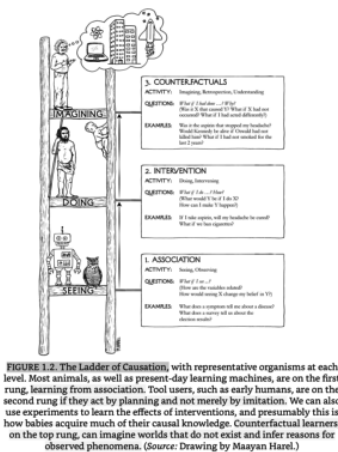 3. COUNTERFACTUALS
ACTIVITY: Imagining, Retrospection, Understanding
QUESTIONS: What if I had done ...? Why?
(Was it X that caused Y? What if X had not
occurred? What if I had acted differently?)
EXAMPLES: Was it the aspirin that stopped my headache?
Would Kennedy be alive if Oswald had not
killed him? What if I had not smoked for the
last 2 years?
IMAGINING
2. INTERVENTION
ACTIVITY: Doing, Intervening
QUESTIONS: What if I do ...? How?
(What would Y be if I do X?
How can I make Y happen?)
EXAMPLES: If I take aspirin, will my headache be cured?
What if we ban cigarettes?
DOING
1. ASSOCIATION
ACTIVITY: Seeing, Observing
QUESTIONS: What if I see ...?
(How are the variables related?
How would seeing X change my belief in Y?)
EXAMPLES: What does a symptom tell me about a disease?
What does a survey tell us about the
election results?
SEEING
FIGURE 1.2. The Ladder of Causation, with representative organisms at each
level. Most animals, as well as present-day learning machines, are on the first
rung, learning from association. Tool users, such as early humans, are on the
second rung if they act by planning and not merely by imitation. We can also
use experiments to learn the effects of interventions, and presumably this is
how babies acquire much of their causal knowledge. Counterfactual learners,
on the top rung, can imagine worlds that do not exist and infer reasons for
observed phenomena. (Source: Drawing by Maayan Harel.)